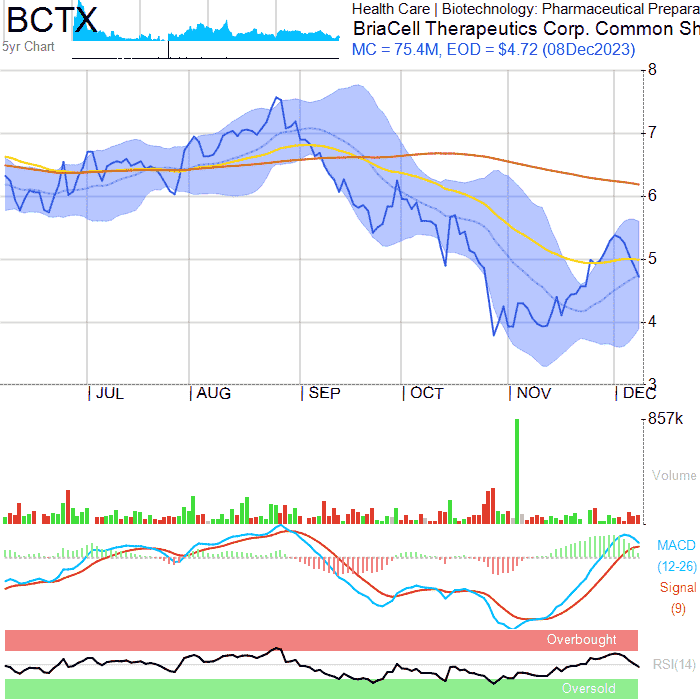 BCTX
5yr Chart
Health Care | Biotechnology: Pharmaceutical Prepara
BriaCell Therapeutics Corp. Common Sh
MC = 75.4M, EOD = $4.72 (08Dec2023)
8
7
6
5
4
3
JUL AUG SEP OCT NOV DEC
857k
Volume
MACD
(12-26)
Signal
(9)
Overbought
RSI(14)
Oversold